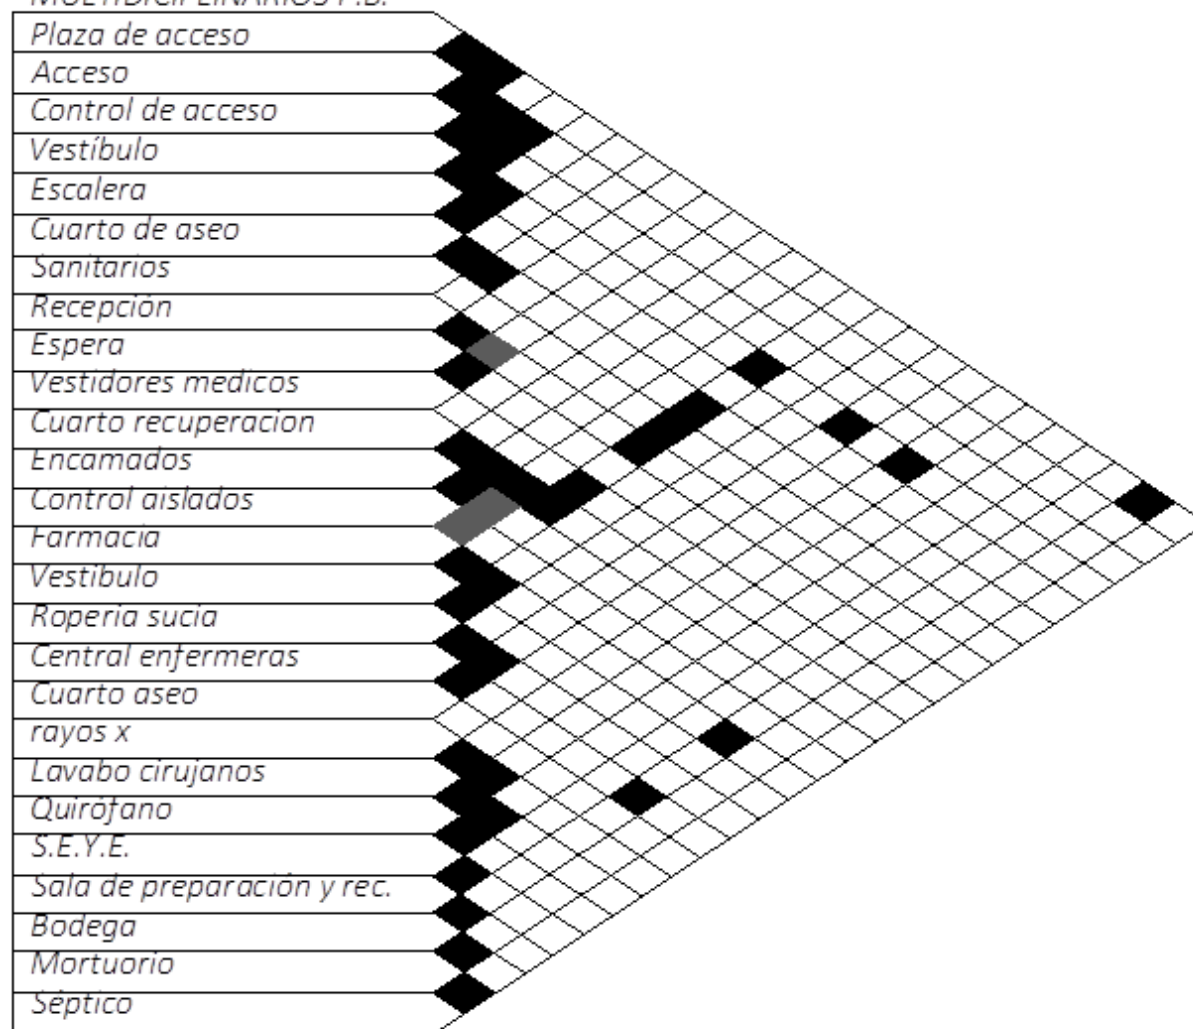 MULTIDICIPLINARIOS P.B.
Plaza de acceso
Acceso
Control de acceso
Vestíbulo
Escalera
Cuarto de aseo
Sanitarios
Recepción
Espera
Vestidores medicos
Cuarto recuperacion
Encamados
Control aislados
Farmacia
Vestibulo
Roperia sucia
Central enfermeras
Cuarto aseo
rayos x
Lavabo cirujanos
Quirófano
S.E.Y.E.
Sala de preparación y rec.
Bodega
Mortuorio
Séptico